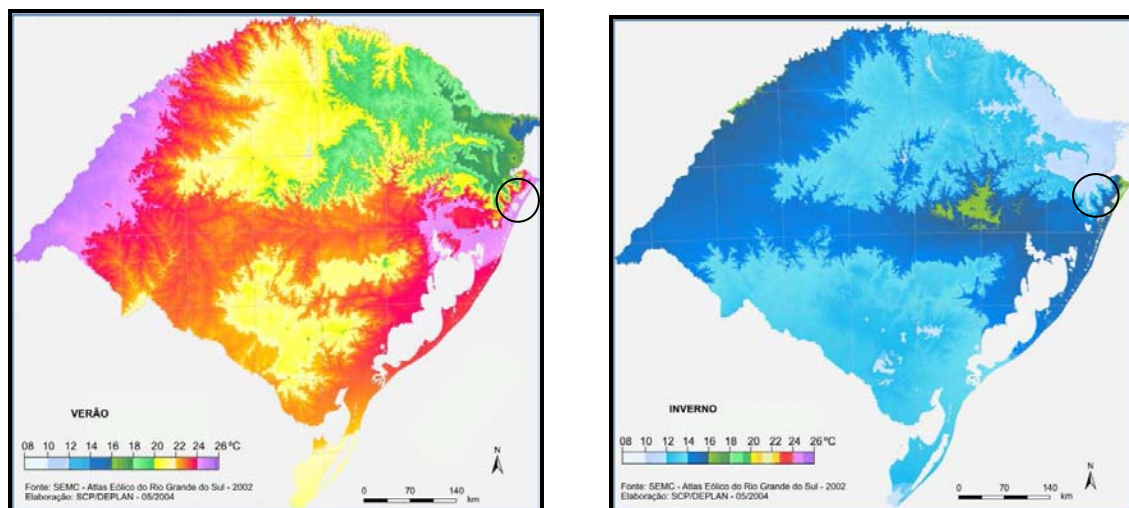 VERÃO
08 10 12 14 16 18 20 22 24 26 ºC
Fonte: SEMC - Atlas Eólico do Rio Grande do Sul - 2002
Elaboração: SCP/DEPLAN - 05/2004
N
0 70 140
km
INVERNO
08 10 12 14 16 18 20 22 24 26 ºC
Fonte: SEMC - Atlas Eólico do Rio Grande do Sul - 2002
Elaboração: SCP/DEPLAN - 05/2004
N
0 70 140
km